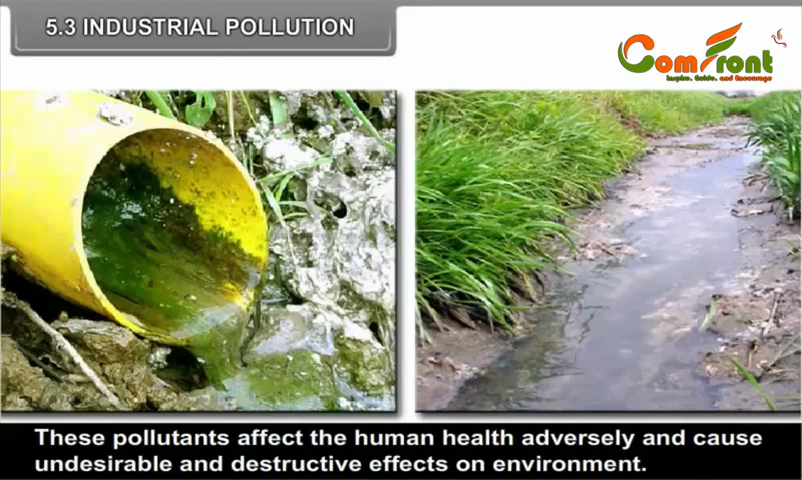 5.3 INDUSTRIAL POLLUTION
ComFront
Inspire, Guide, and Encourage
These pollutants affect the human health adversely and cause
undesirable and destructive effects on environment.